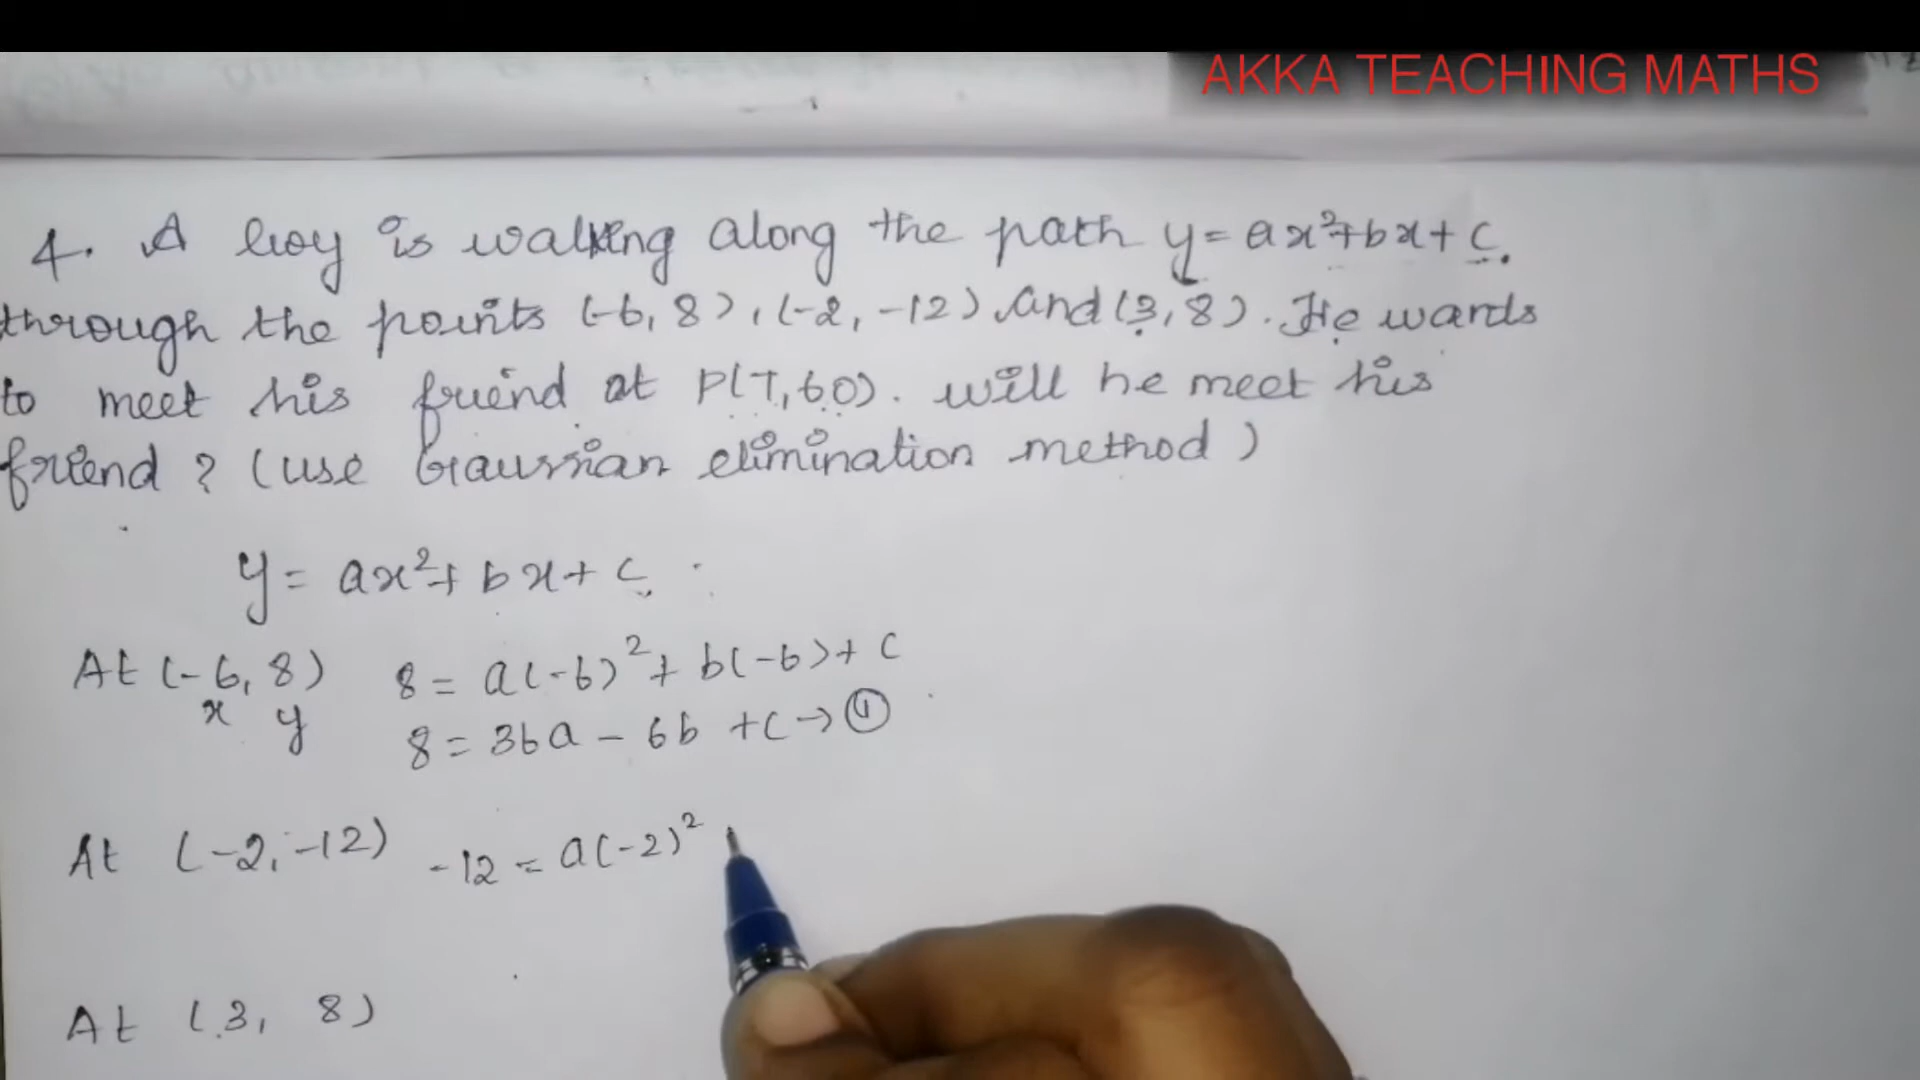 AKKA TEACHING MATHS
4. A boy is walking along the path y = ax²+bx+c.
through the points (-6, 8), (-2, -12) and (3, 8). He wants
to meet his friend at P(7, 60). will he meet his
friend ? (use Gaussian elimination method)
y = ax²+ bx + c
At (-6, 8) 8 = a(-6)² + b(-6) + c
x y 8 = 36a - 6b + c → ①
At (-2, -12) -12 = a(-2)²
At (3, 8)